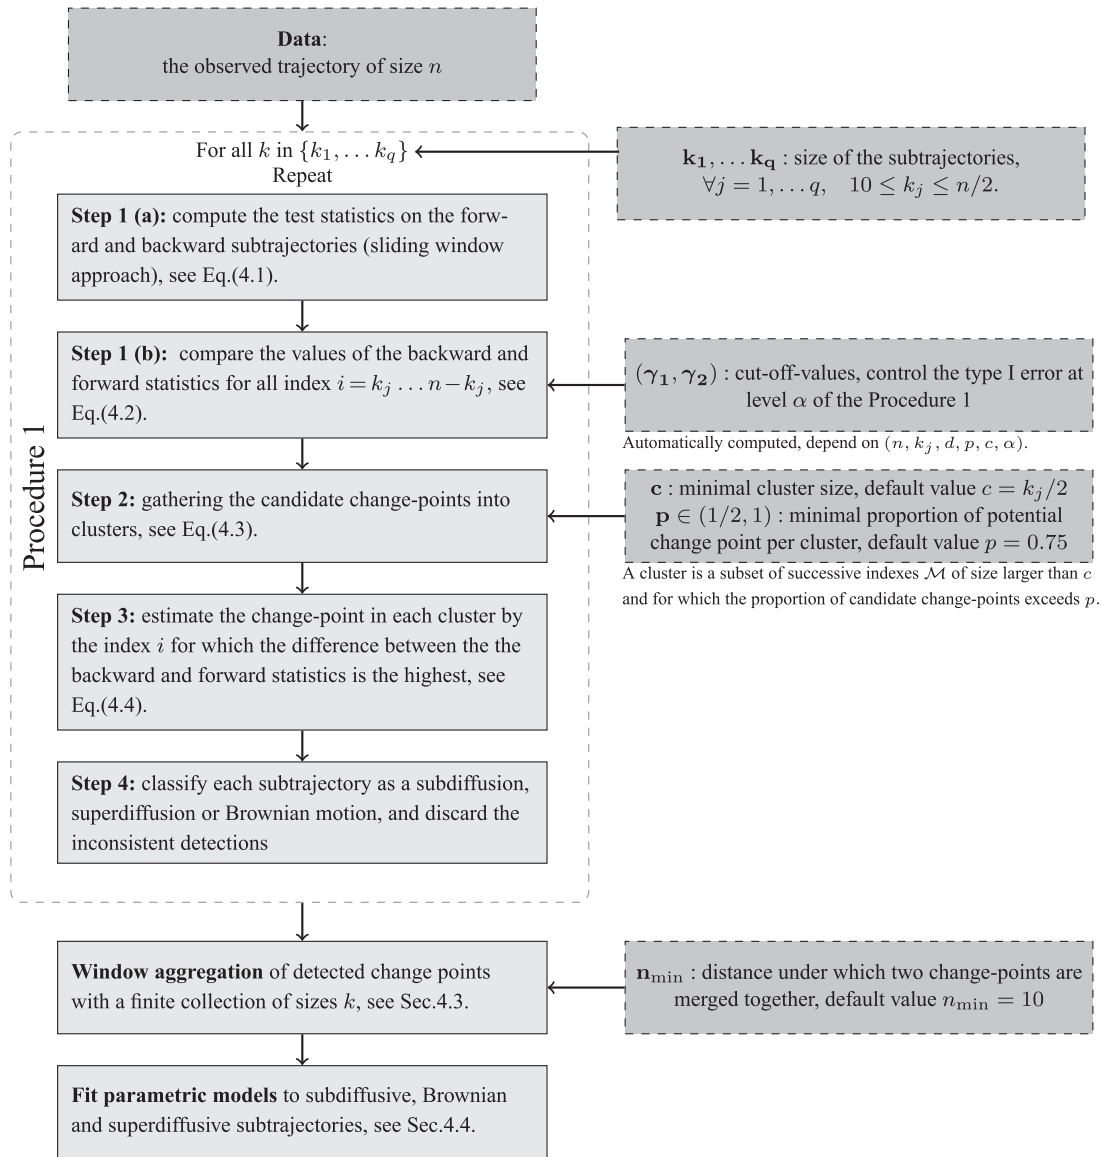 Data:
the observed trajectory of size n
For all k in {k₁, … k_q}
Repeat
k₁, … k_q : size of the subtrajectories,
∀j = 1, … q, 10 ≤ k_j ≤ n/2.
Step 1 (a): compute the test statistics on the forw-
ard and backward subtrajectories (sliding window
approach), see Eq.(4.1).
Step 1 (b): compare the values of the backward and
forward statistics for all index i = k_j … n − k_j, see
Eq.(4.2).
(γ₁, γ₂) : cut-off-values, control the type I error at
level α of the Procedure 1
Automatically computed, depend on (n, k_j, d, p, c, α).
Procedure 1
Step 2: gathering the candidate change-points into
clusters, see Eq.(4.3).
c : minimal cluster size, default value c = k_j/2
p ∈ (1/2, 1) : minimal proportion of potential
change point per cluster, default value p = 0.75
A cluster is a subset of successive indexes ℳ of size larger than c
and for which the proportion of candidate change-points exceeds p.
Step 3: estimate the change-point in each cluster by
the index i for which the difference between the the
backward and forward statistics is the highest, see
Eq.(4.4).
Step 4: classify each subtrajectory as a subdiffusion,
superdiffusion or Brownian motion, and discard the
inconsistent detections
Window aggregation of detected change points
with a finite collection of sizes k, see Sec.4.3.
n_min : distance under which two change-points are
merged together, default value n_min = 10
Fit parametric models to subdiffusive, Brownian
and superdiffusive subtrajectories, see Sec.4.4.